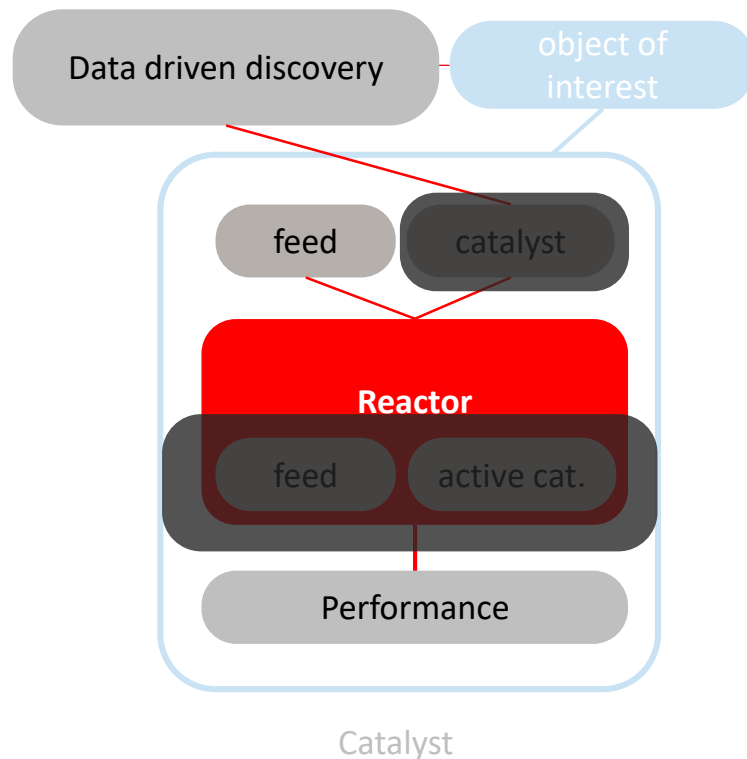 Data driven discovery
object of
interest
feed
catalyst
Reactor
feed
active cat.
Performance
Catalyst